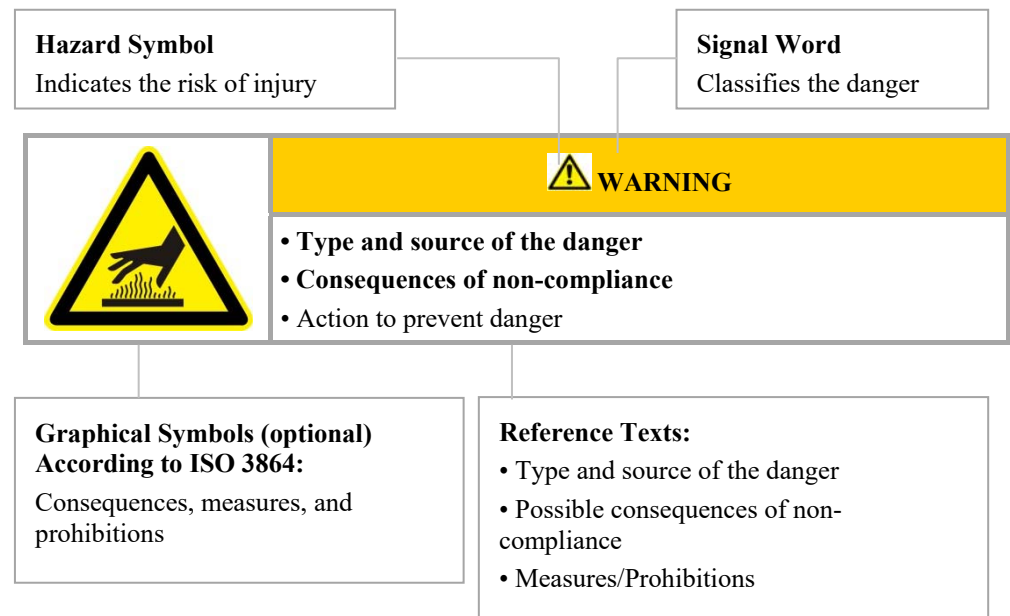 Hazard Symbol
Indicates the risk of injury
Signal Word
Classifies the danger
WARNING
• Type and source of the danger
• Consequences of non-compliance
• Action to prevent danger
Graphical Symbols (optional)
According to ISO 3864:
Consequences, measures, and
prohibitions
Reference Texts:
• Type and source of the danger
• Possible consequences of non-
compliance
• Measures/Prohibitions